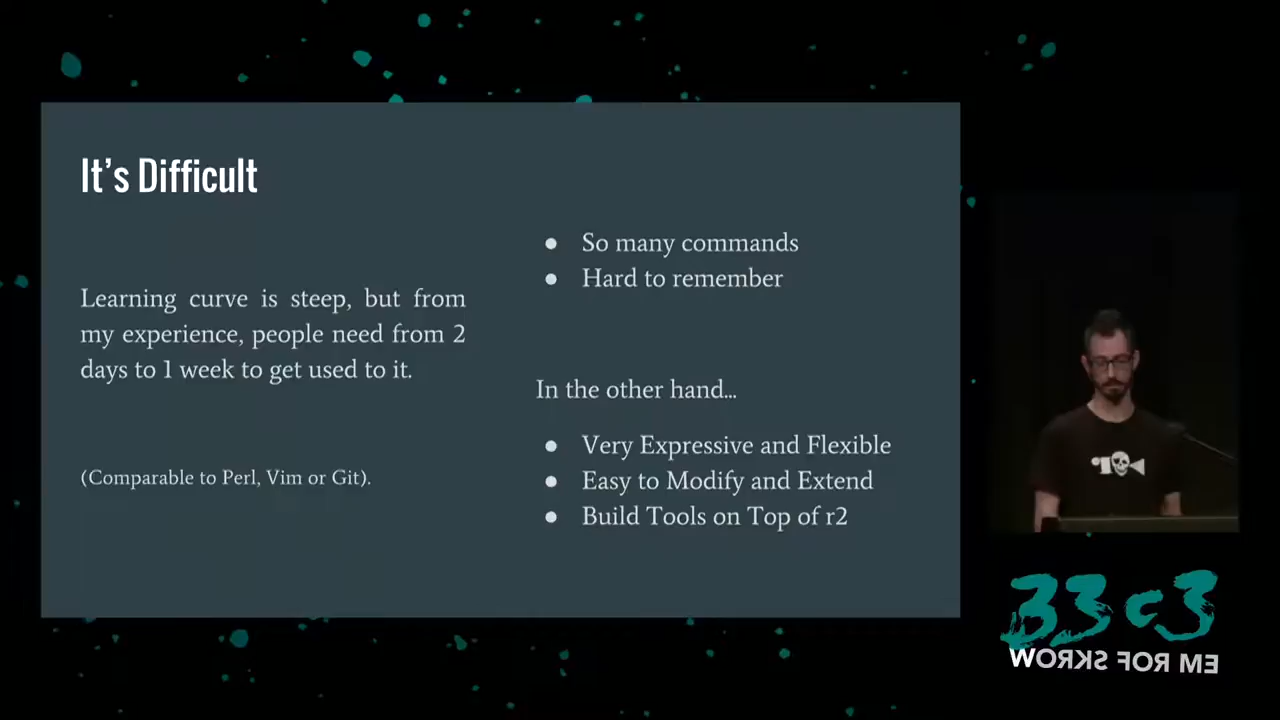 It's Difficult
Learning curve is steep, but from
my experience, people need from 2
days to 1 week to get used to it.
(Comparable to Perl, Vim or Git).
● So many commands
● Hard to remember
In the other hand...
● Very Expressive and Flexible
● Easy to Modify and Extend
● Build Tools on Top of r2
33c3
WORKS FOR ME